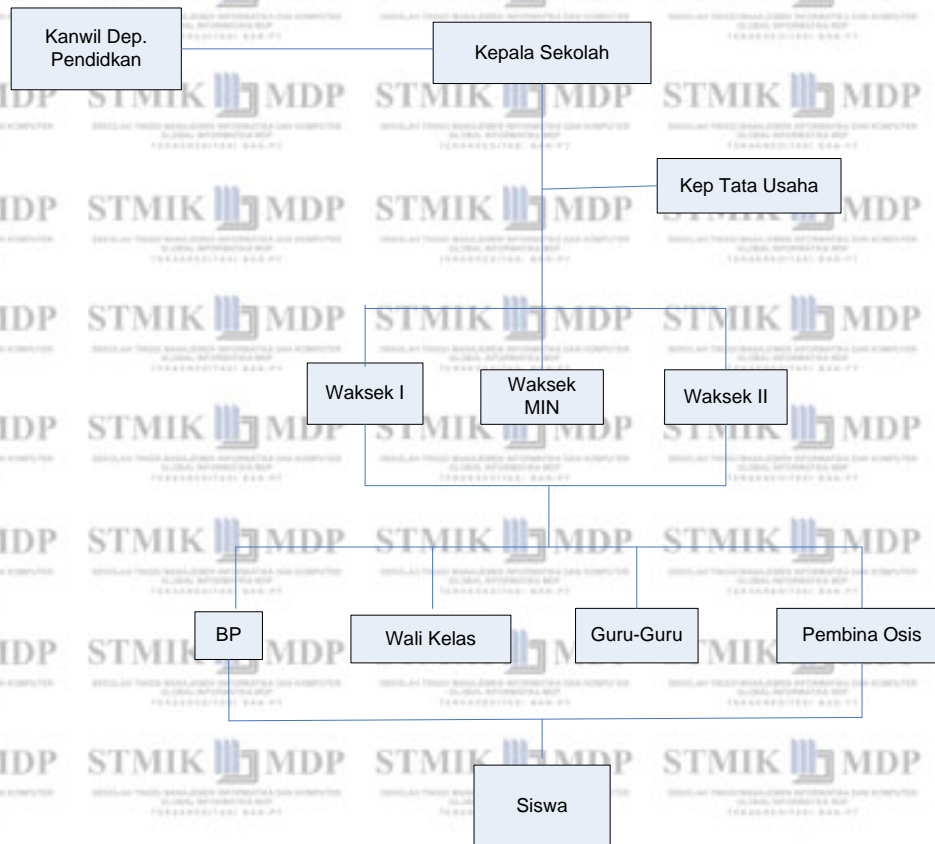 Kanwil Dep.
Pendidkan
Kepala Sekolah
Kep Tata Usaha
Waksek I
Waksek
MIN
Waksek II
BP
Wali Kelas
Guru-Guru
Pembina Osis
Siswa
STMIK MDP